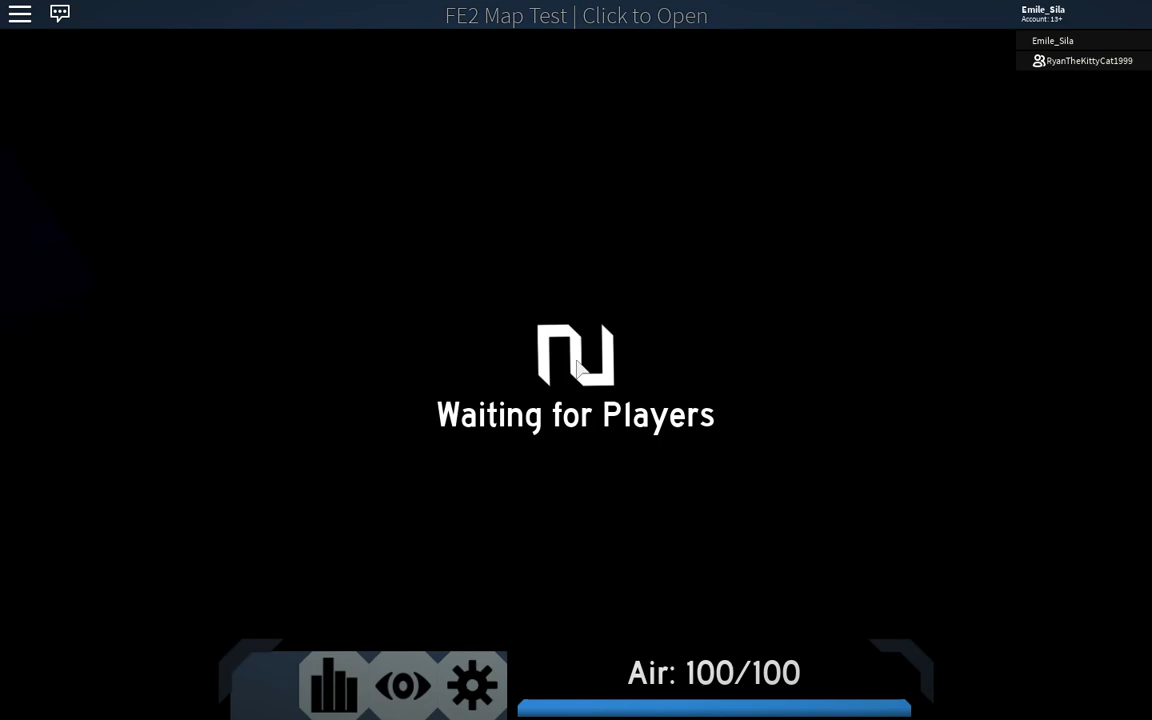 FE2 Map Test | Click to Open
Emile_Sila
Account: 13+
Emile_Sila
RyanTheKittyCat1999
Waiting for Players
Air: 100/100